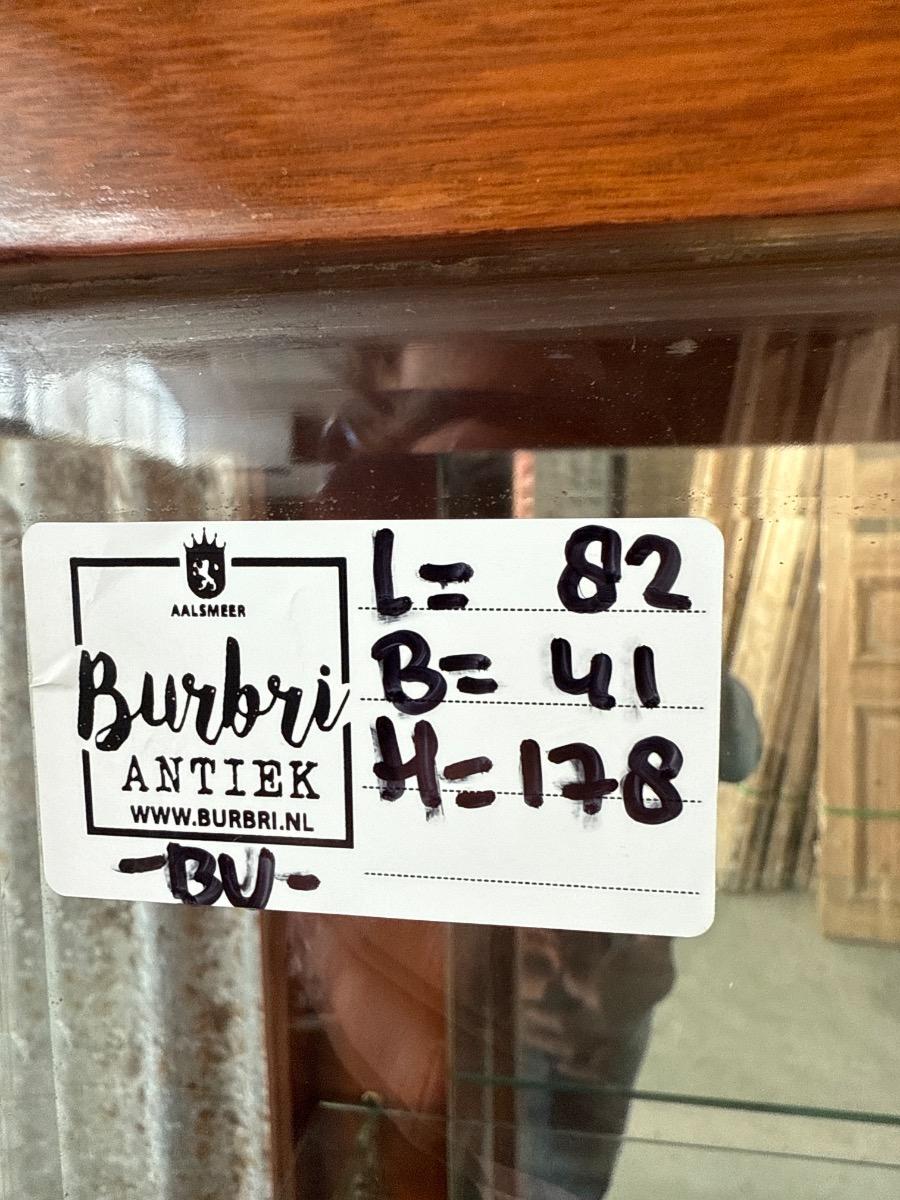 AALSMEER
Burbri
ANTIEK
WWW.BURBRI.NL
-BU-
L= 82
B= 41
H= 178